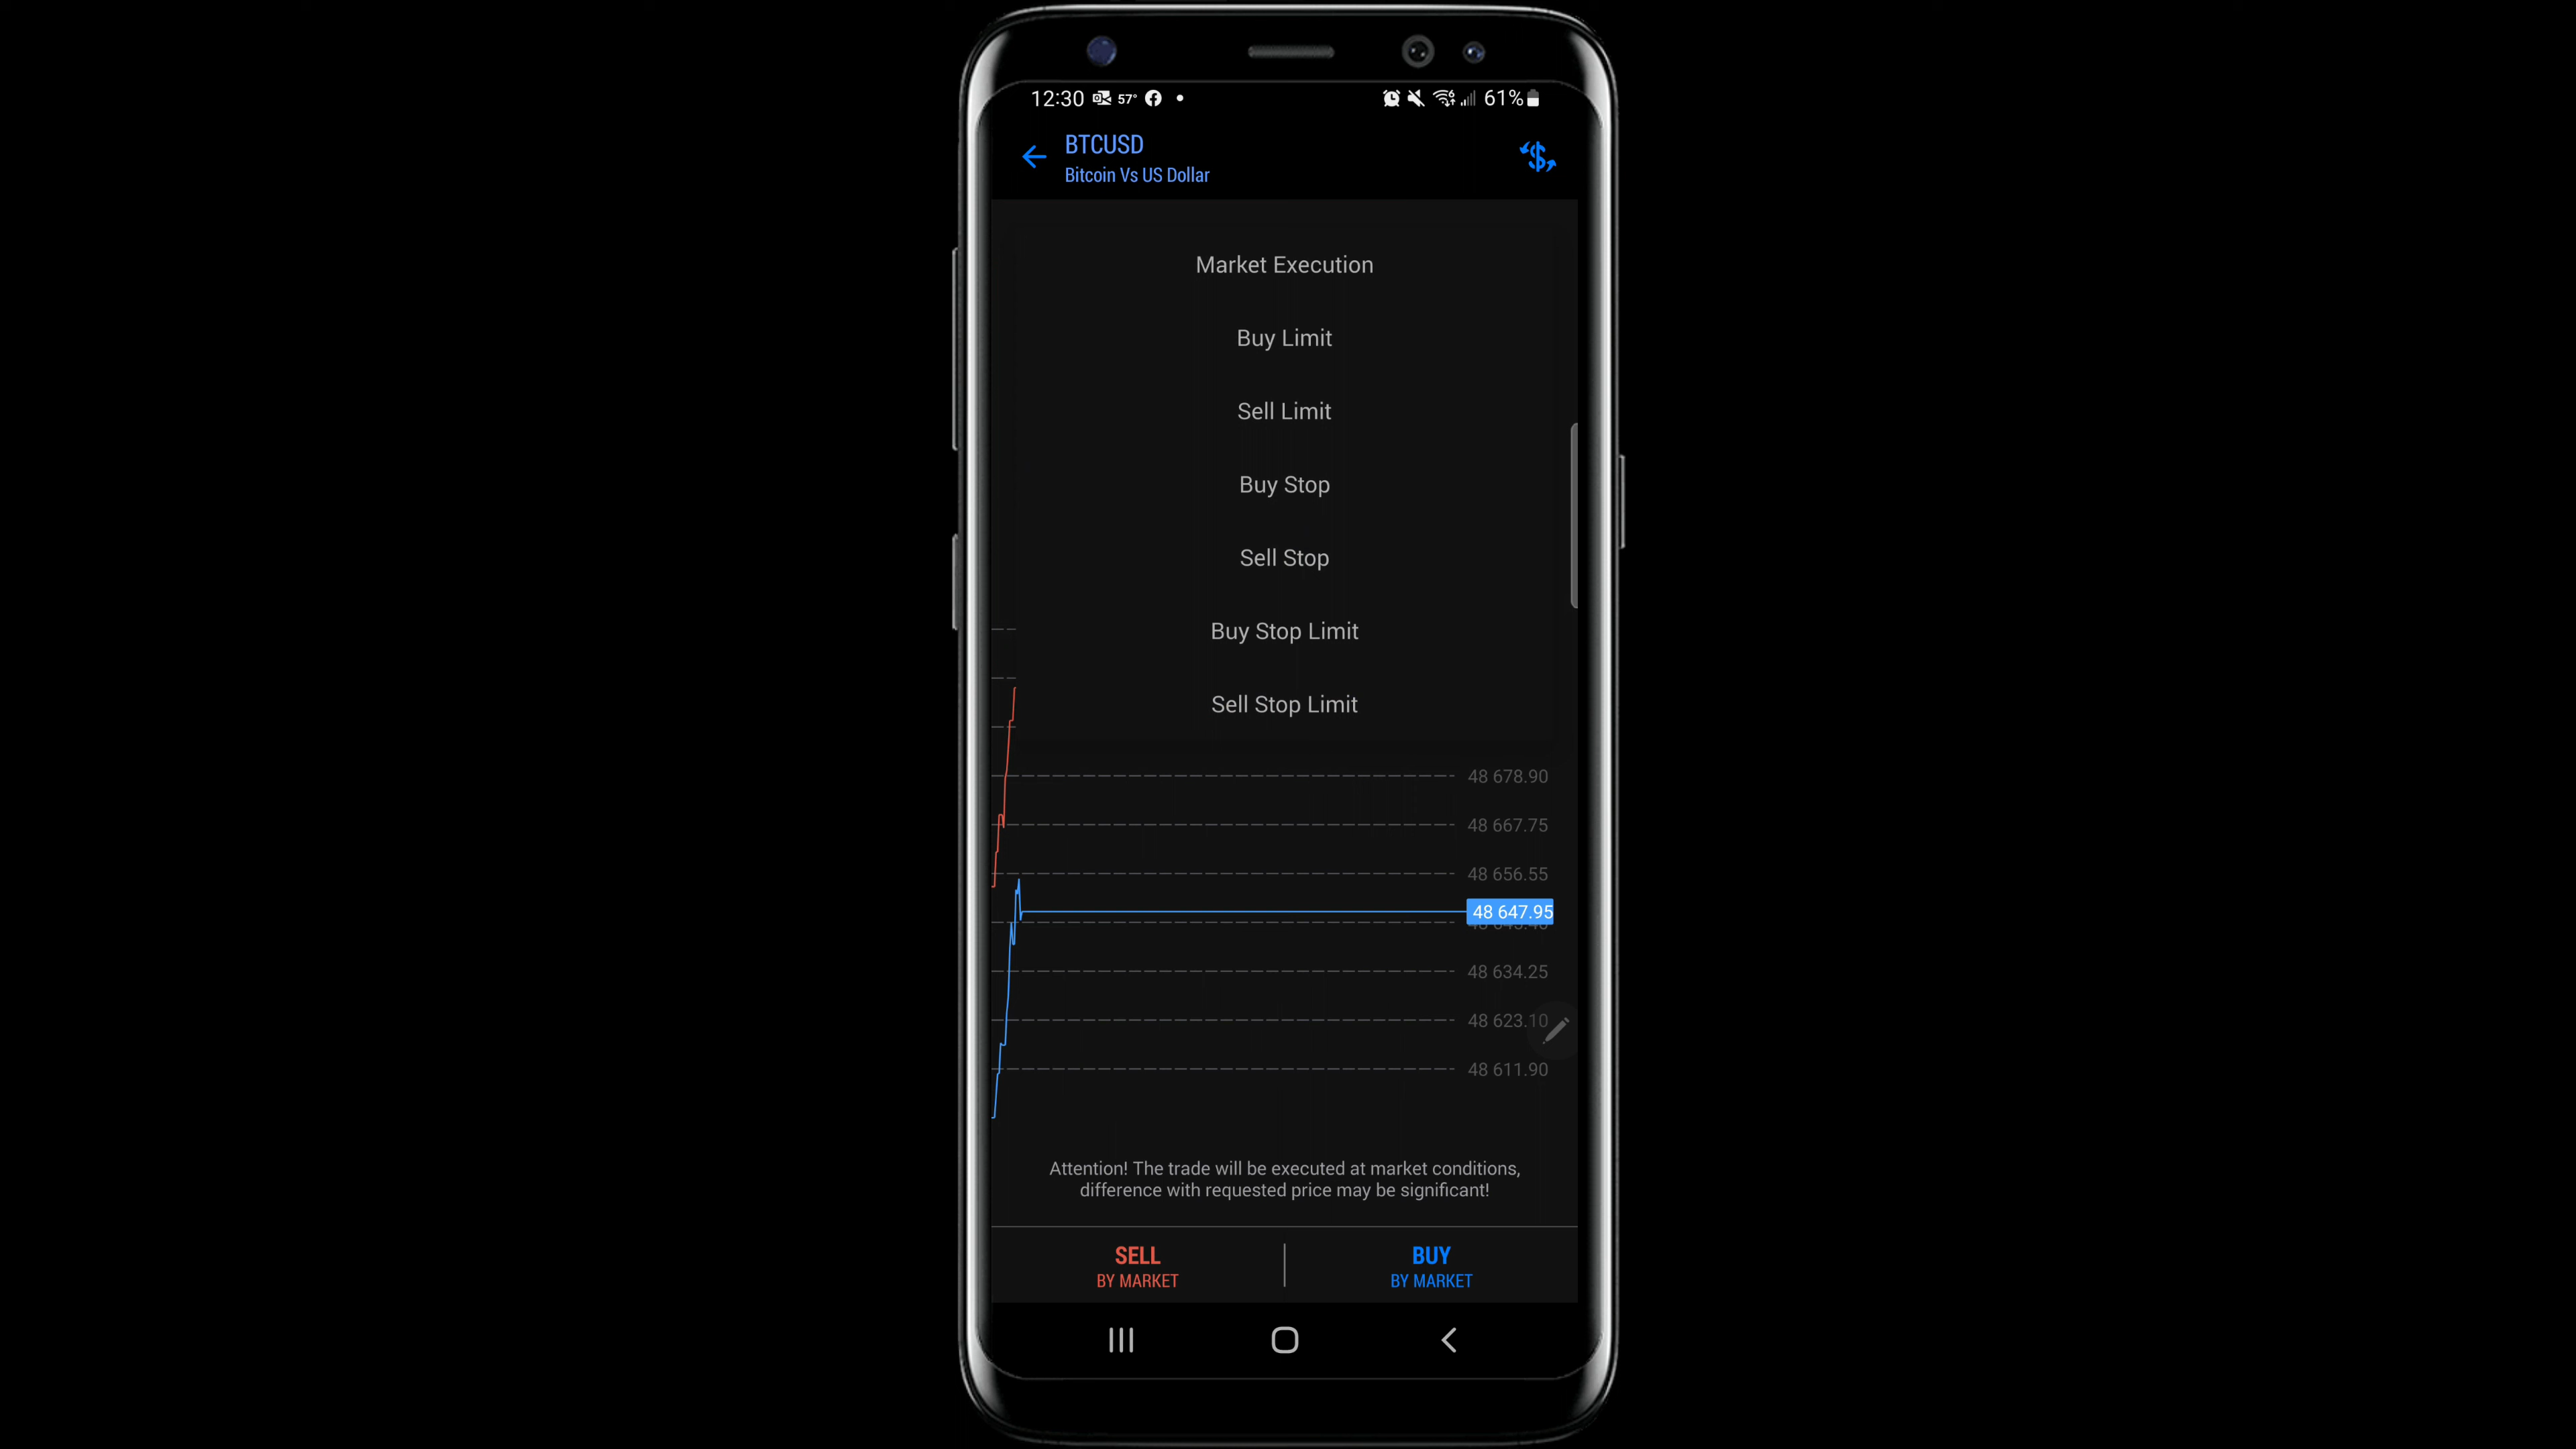 12:30 57° 61%
BTCUSD
Bitcoin Vs US Dollar
Market Execution
Buy Limit
Sell Limit
Buy Stop
Sell Stop
Buy Stop Limit
Sell Stop Limit
48 678.90
48 667.75
48 656.55
48 647.95
48 634.25
48 623.10
48 611.90
Attention! The trade will be executed at market conditions,
difference with requested price may be significant!
SELL BUY
BY MARKET BY MARKET